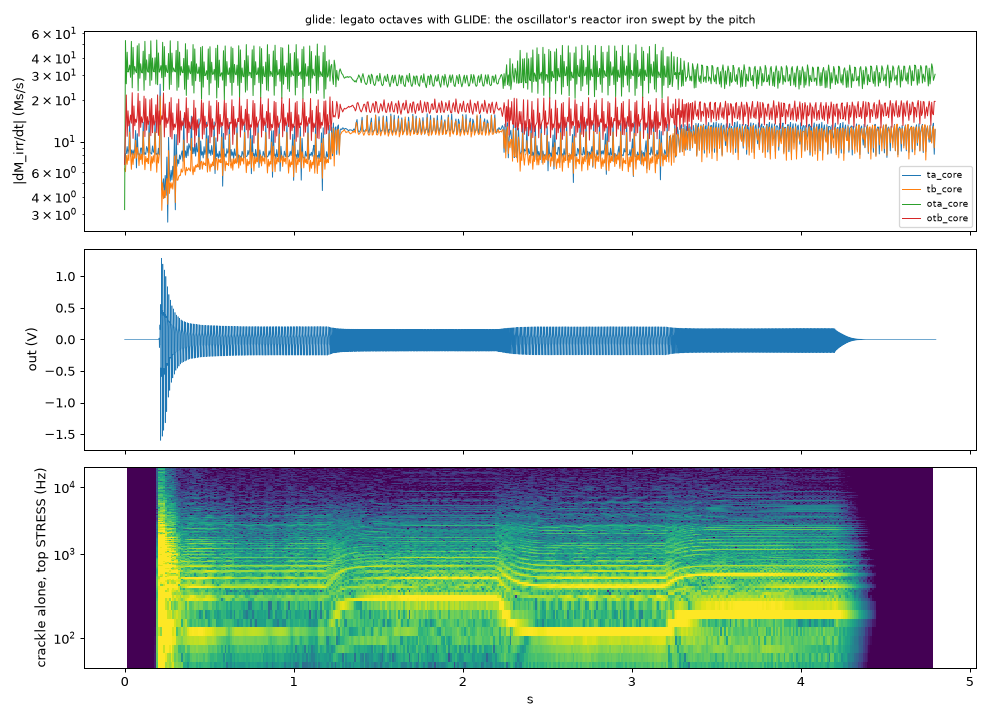 glide: legato octaves with GLIDE: the oscillator's reactor iron swept by the pitch
|dM_irr/dt| (Ms/s)
6 × 10¹
4 × 10¹
3 × 10¹
2 × 10¹
10¹
6 × 10⁰
4 × 10⁰
3 × 10⁰
ta_core
tb_core
ota_core
otb_core
out (V)
1.0
0.5
0.0
−0.5
−1.0
−1.5
crackle alone, top STRESS (Hz)
10⁴
10³
10²
0 1 2 3 4 5
s